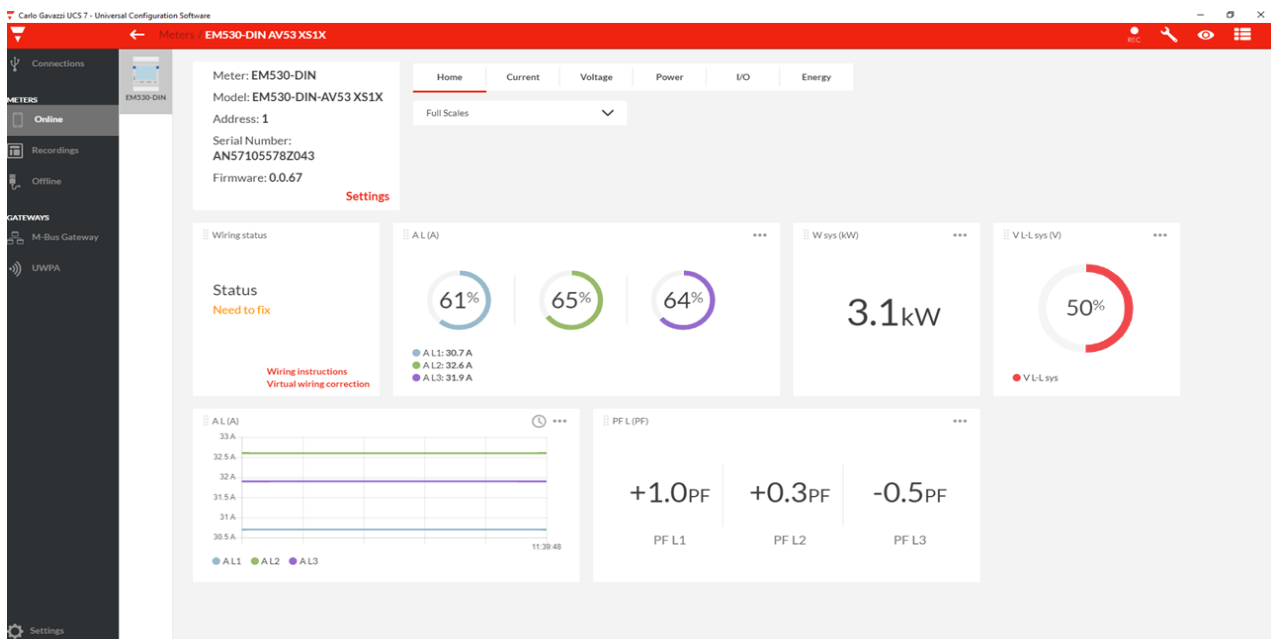 Carlo Gavazzi UCS 7 - Universal Configuration Software
Meters / EM530-DIN AV53 XS1X
REC
Connections
METERS
Online
Recordings
Offline
GATEWAYS
M-Bus Gateway
UWPA
Settings
EM530-DIN
Meter: EM530-DIN
Model: EM530-DIN-AV53 XS1X
Address: 1
Serial Number:
AN57105578Z043
Firmware: 0.0.67
Settings
Home Current Voltage Power I/O Energy
Full Scales
Wiring status
Status
Need to fix
Wiring instructions
Virtual wiring correction
A L (A)
61% 65% 64%
A L1: 30.7 A
A L2: 32.6 A
A L3: 31.9 A
W sys (kW)
3.1kW
V L-L sys (V)
50%
V L-L sys
A L (A)
33 A
32.5 A
32 A
31.5 A
31 A
30.5 A
11:39:48
A L1 A L2 A L3
PF L (PF)
+1.0PF +0.3PF -0.5PF
PF L1 PF L2 PF L3